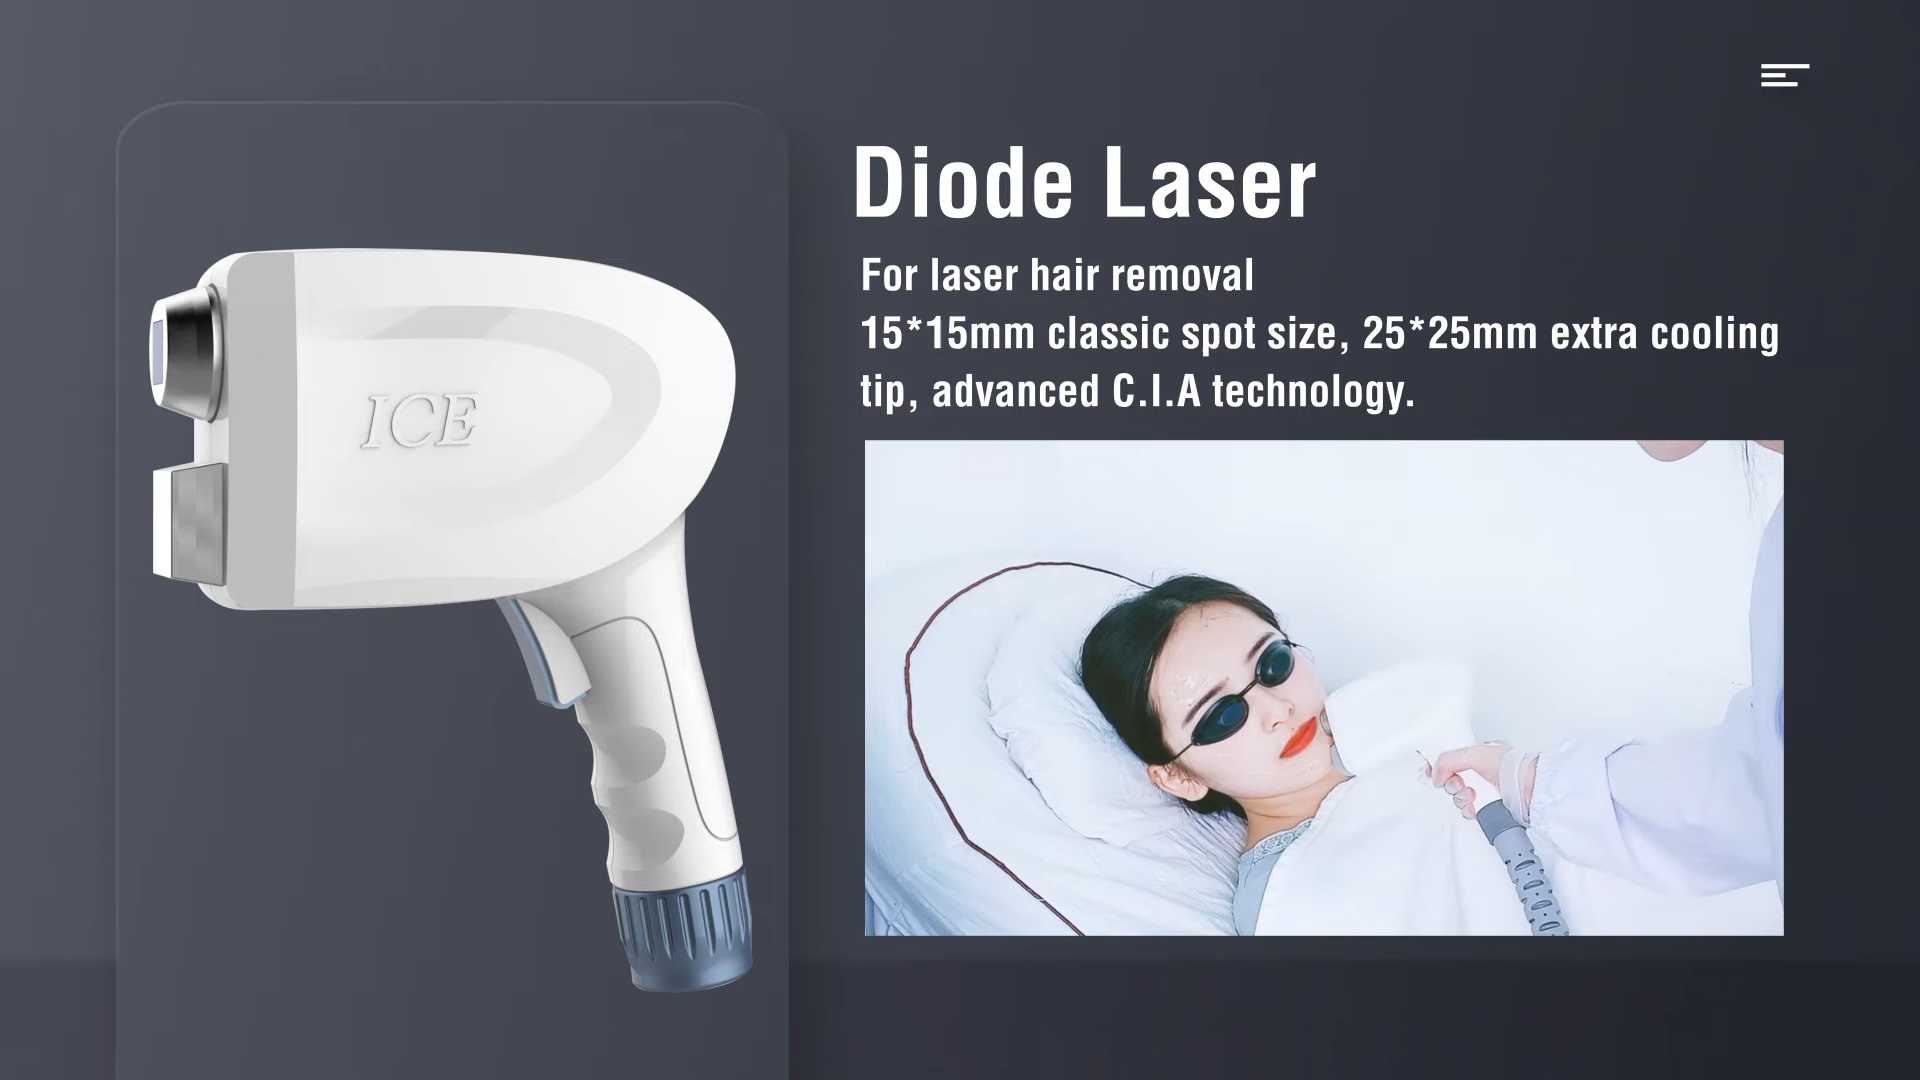 ICE
Diode Laser
For laser hair removal
15*15mm classic spot size, 25*25mm extra cooling
tip, advanced C.I.A technology.